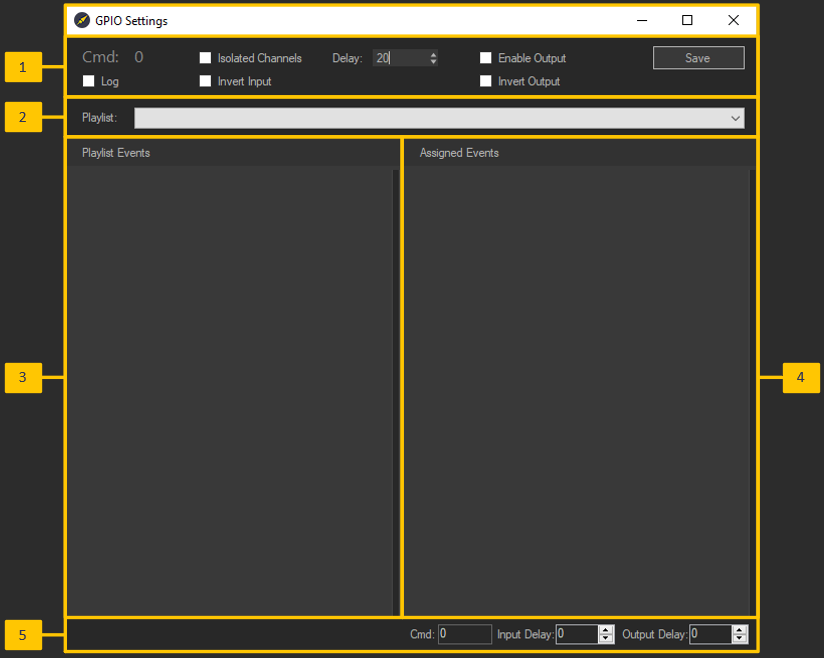 GPIO Settings
1
Cmd: 0
Isolated Channels
Delay: 20
Enable Output
Save
Log
Invert Input
Invert Output
2
Playlist:
Playlist Events
Assigned Events
3
4
5
Cmd: 0 Input Delay: 0 Output Delay: 0